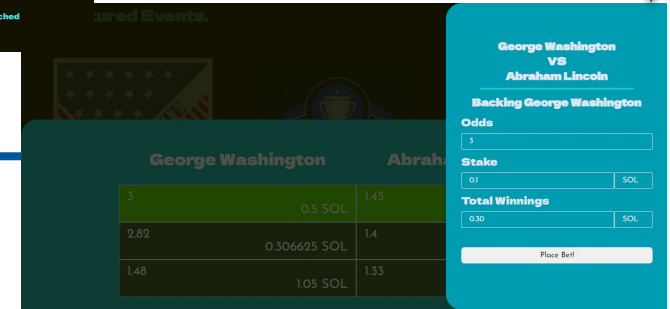 ched
ured Events.
George Washington
VS
Abraham Lincoln
Backing George Washington
Odds
3
Stake
0.1 SOL
Total Winnings
0.30 SOL
Place Bet!
George Washington Abrah
3 0.5 SOL 1.45
2.82 0.306625 SOL 1.4
1.48 1.05 SOL 1.33